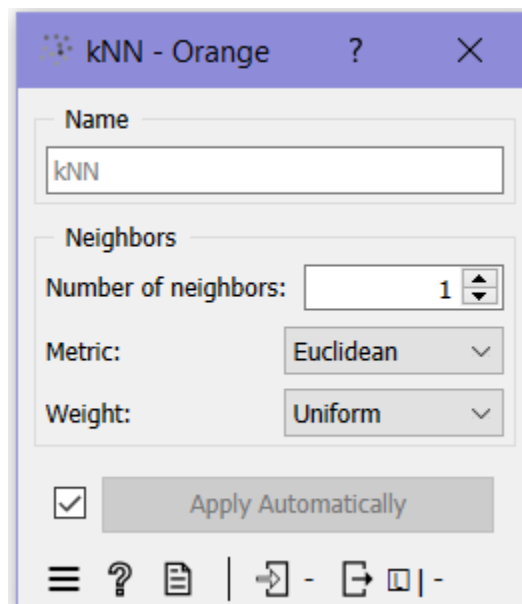 kNN - Orange ?
Name
kNN
Neighbors
Number of neighbors: 1
Metric: Euclidean
Weight: Uniform
Apply Automatically
? | - L | -